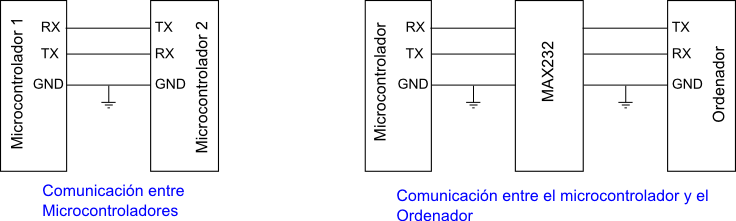 Microcontrolador 1
RX
TX
GND
TX
RX
GND
Microcontrolador 2
Comunicación entre
Microcontroladores
Microcontrolador
RX
TX
GND
MAX232
TX
RX
GND
Ordenador
Comunicación entre el microcontrolador y el
Ordenador